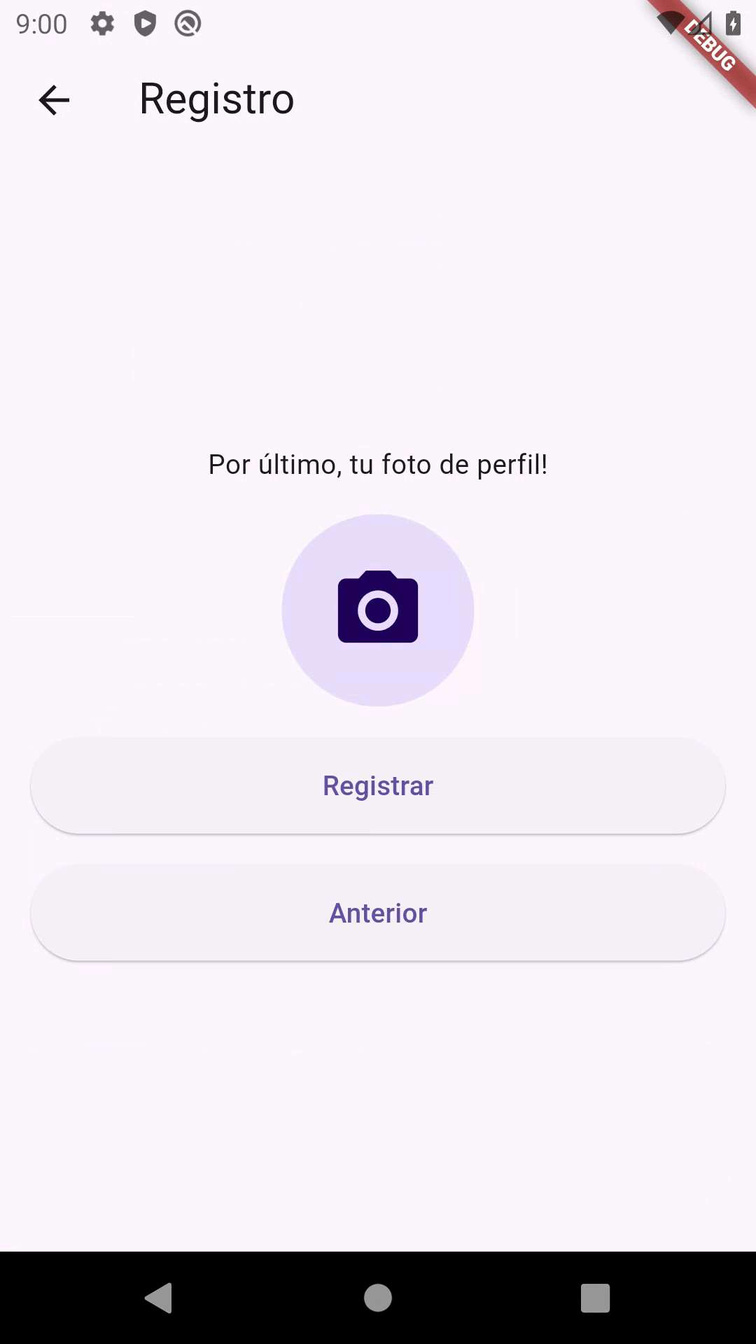 9:00
DEBUG
Registro
Por último, tu foto de perfil!
Registrar
Anterior